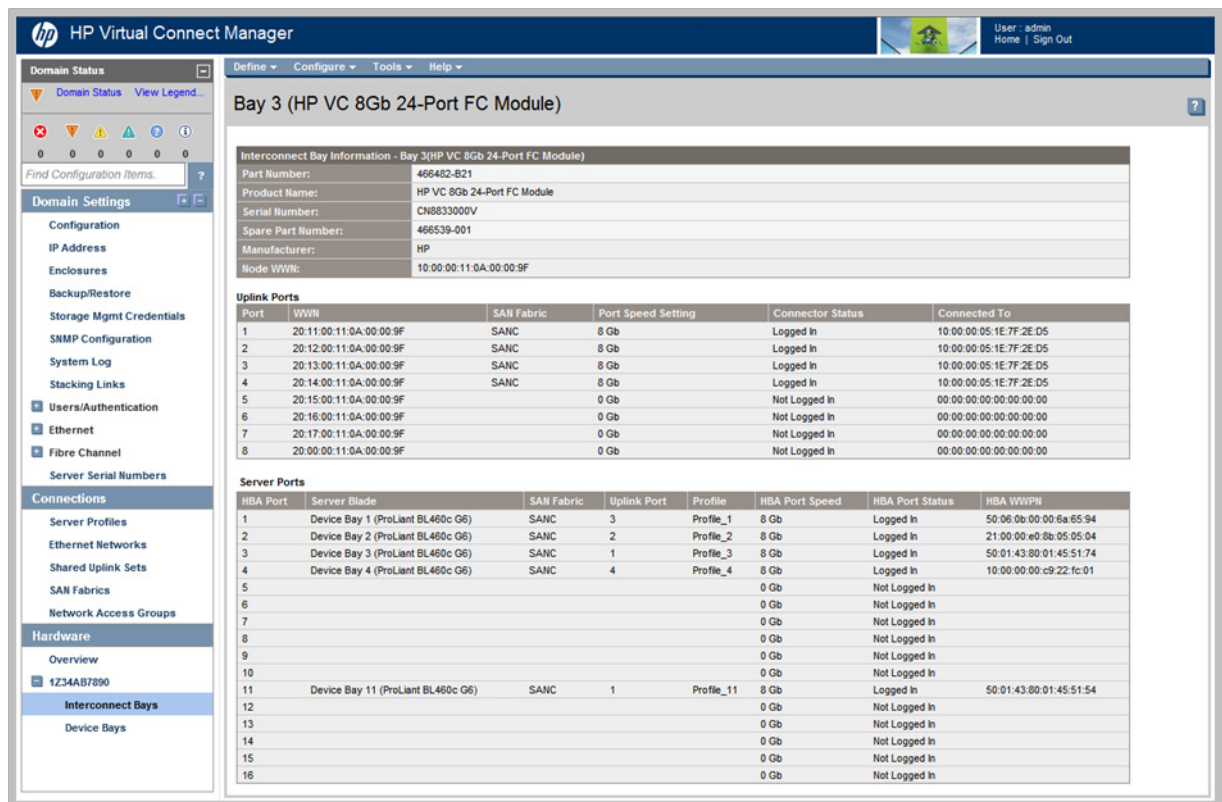 hp HP Virtual Connect Manager
User : admin
Home | Sign Out
Domain Status
Domain Status View Legend...
0 0 0 0 0 0
Find Configuration Items. ?
Domain Settings
Configuration
IP Address
Enclosures
Backup/Restore
Storage Mgmt Credentials
SNMP Configuration
System Log
Stacking Links
Users/Authentication
Ethernet
Fibre Channel
Server Serial Numbers
Connections
Server Profiles
Ethernet Networks
Shared Uplink Sets
SAN Fabrics
Network Access Groups
Hardware
Overview
1Z34AB7890
Interconnect Bays
Device Bays
Define Configure Tools Help
Bay 3 (HP VC 8Gb 24-Port FC Module) ?
Interconnect Bay Information - Bay 3(HP VC 8Gb 24-Port FC Module)
Part Number: 466482-B21
Product Name: HP VC 8Gb 24-Port FC Module
Serial Number: CN8833000V
Spare Part Number: 466539-001
Manufacturer: HP
Node WWN: 10:00:00:11:0A:00:00:9F
Uplink Ports
Port WWN SAN Fabric Port Speed Setting Connector Status Connected To
1 20:11:00:11:0A:00:00:9F SANC 8 Gb Logged In 10:00:00:05:1E:7F:2E:D5
2 20:12:00:11:0A:00:00:9F SANC 8 Gb Logged In 10:00:00:05:1E:7F:2E:D5
3 20:13:00:11:0A:00:00:9F SANC 8 Gb Logged In 10:00:00:05:1E:7F:2E:D5
4 20:14:00:11:0A:00:00:9F SANC 8 Gb Logged In 10:00:00:05:1E:7F:2E:D5
5 20:15:00:11:0A:00:00:9F 0 Gb Not Logged In 00:00:00:00:00:00:00:00
6 20:16:00:11:0A:00:00:9F 0 Gb Not Logged In 00:00:00:00:00:00:00:00
7 20:17:00:11:0A:00:00:9F 0 Gb Not Logged In 00:00:00:00:00:00:00:00
8 20:00:00:11:0A:00:00:9F 0 Gb Not Logged In 00:00:00:00:00:00:00:00
Server Ports
HBA Port Server Blade SAN Fabric Uplink Port Profile HBA Port Speed HBA Port Status HBA WWPN
1 Device Bay 1 (ProLiant BL460c G6) SANC 3 Profile_1 8 Gb Logged In 50:06:0b:00:00:6a:65:94
2 Device Bay 2 (ProLiant BL460c G6) SANC 2 Profile_2 8 Gb Logged In 21:00:00:e0:8b:05:05:04
3 Device Bay 3 (ProLiant BL460c G6) SANC 1 Profile_3 8 Gb Logged In 50:01:43:80:01:45:51:74
4 Device Bay 4 (ProLiant BL460c G6) SANC 4 Profile_4 8 Gb Logged In 10:00:00:00:c9:22:fc:01
5 0 Gb Not Logged In
6 0 Gb Not Logged In
7 0 Gb Not Logged In
8 0 Gb Not Logged In
9 0 Gb Not Logged In
10 0 Gb Not Logged In
11 Device Bay 11 (ProLiant BL460c G6) SANC 1 Profile_11 8 Gb Logged In 50:01:43:80:01:45:51:54
12 0 Gb Not Logged In
13 0 Gb Not Logged In
14 0 Gb Not Logged In
15 0 Gb Not Logged In
16 0 Gb Not Logged In